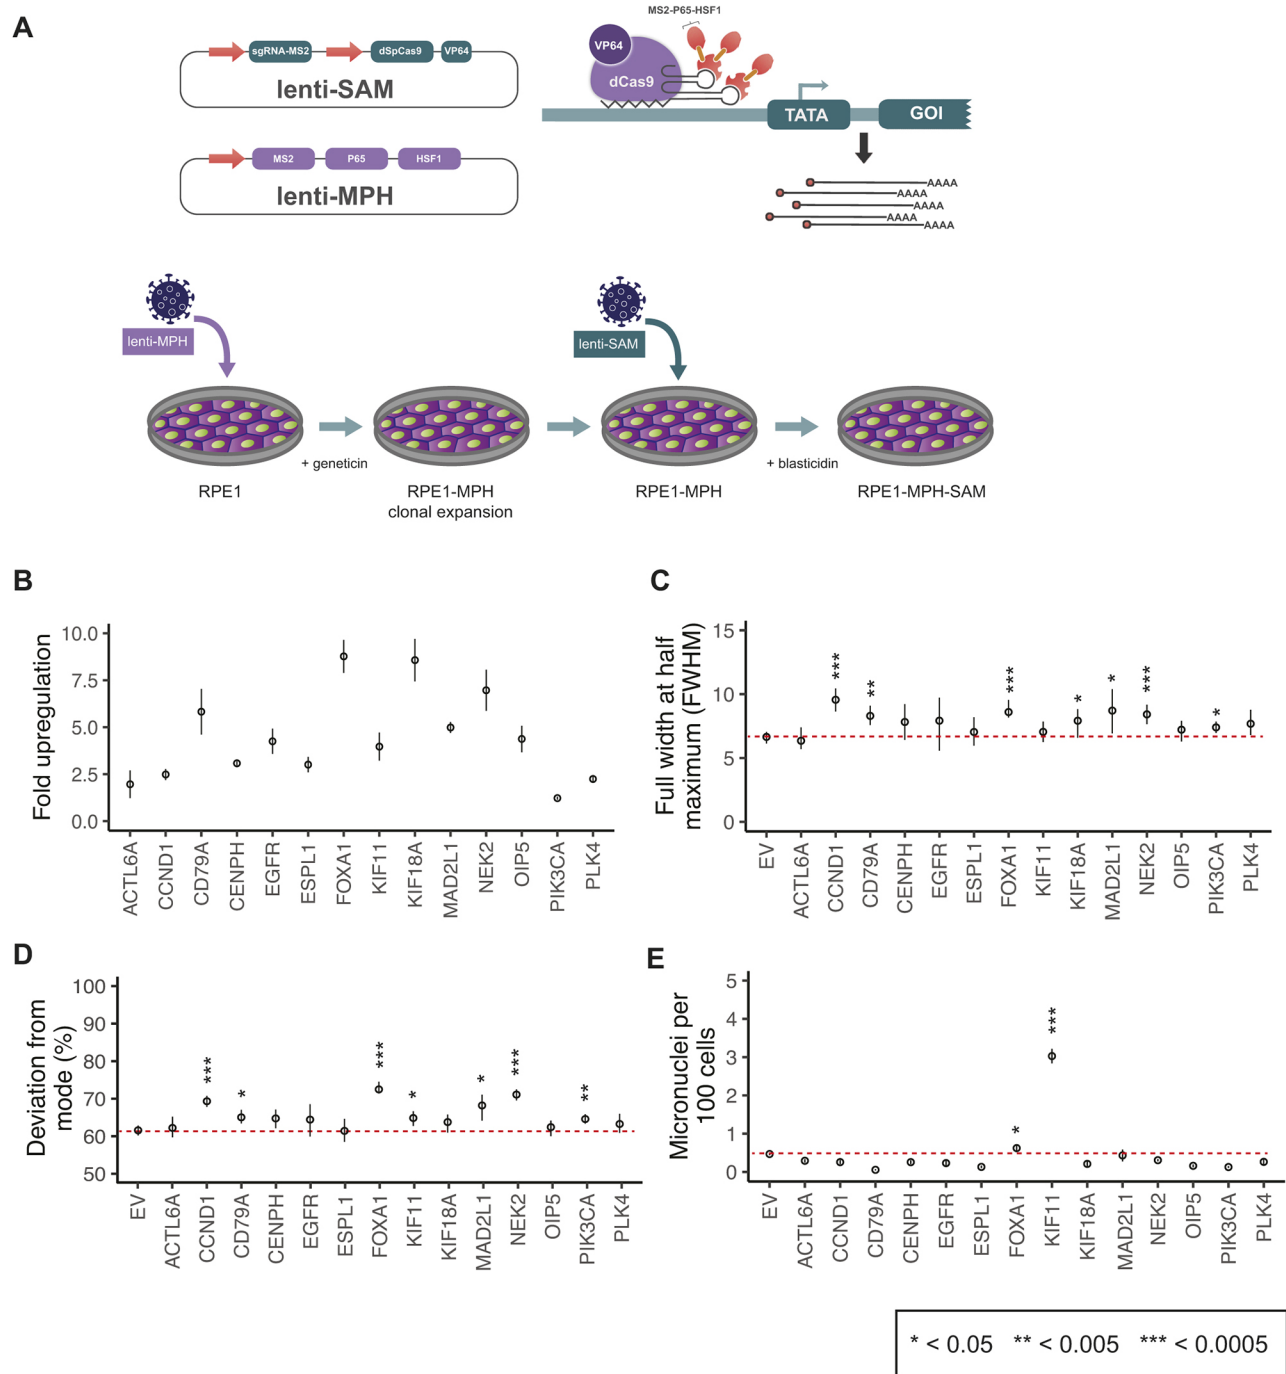 A
sgRNA-MS2
dSpCas9
VP64
lenti-SAM
MS2
P65
HSF1
lenti-MPH
MS2-P65-HSF1
VP64
dCas9
TATA
GOI
AAAA
AAAA
AAAA
AAAA
AAAA
lenti-MPH
lenti-SAM
+ geneticin
+ blasticidin
RPE1
RPE1-MPH
clonal expansion
RPE1-MPH
RPE1-MPH-SAM
B
Fold upregulation
10.0
7.5
5.0
2.5
0.0
ACTL6A
CCND1
CD79A
CENPH
EGFR
ESPL1
FOXA1
KIF11
KIF18A
MAD2L1
NEK2
OIP5
PIK3CA
PLK4
C
Full width at half
maximum (FWHM)
15
10
5
0
***
**
***
*
*
***
*
EV
ACTL6A
CCND1
CD79A
CENPH
EGFR
ESPL1
FOXA1
KIF11
KIF18A
MAD2L1
NEK2
OIP5
PIK3CA
PLK4
D
Deviation from
mode (%)
100
90
80
70
60
50
***
*
***
*
*
***
**
EV
ACTL6A
CCND1
CD79A
CENPH
EGFR
ESPL1
FOXA1
KIF11
KIF18A
MAD2L1
NEK2
OIP5
PIK3CA
PLK4
E
Micronuclei per
100 cells
5
4
3
2
1
0
*
***
EV
ACTL6A
CCND1
CD79A
CENPH
EGFR
ESPL1
FOXA1
KIF11
KIF18A
MAD2L1
NEK2
OIP5
PIK3CA
PLK4
* < 0.05 ** < 0.005 *** < 0.0005